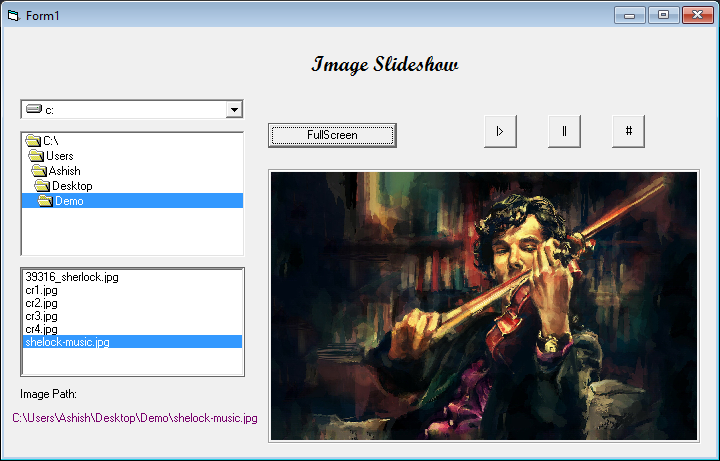 Form1
Image Slideshow
c:
FullScreen
|>
||
#
C:\
Users
Ashish
Desktop
Demo
39316_sherlock.jpg
cr1.jpg
cr2.jpg
cr3.jpg
cr4.jpg
shelock-music.jpg
Image Path:
C:\Users\Ashish\Desktop\Demo\shelock-music.jpg